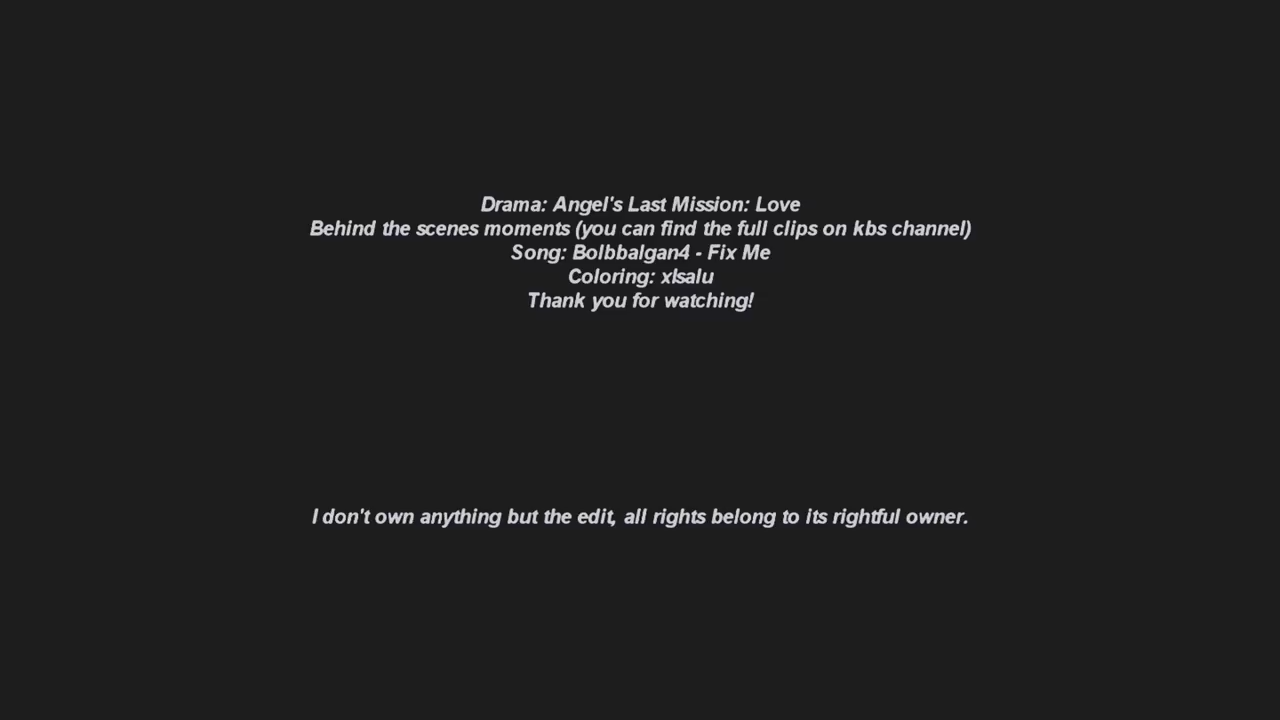 Drama: Angel's Last Mission: Love
Behind the scenes moments (you can find the full clips on kbs channel)
Song: Bolbbalgan4 - Fix Me
Coloring: xlsalu
Thank you for watching!
I don't own anything but the edit, all rights belong to its rightful owner.